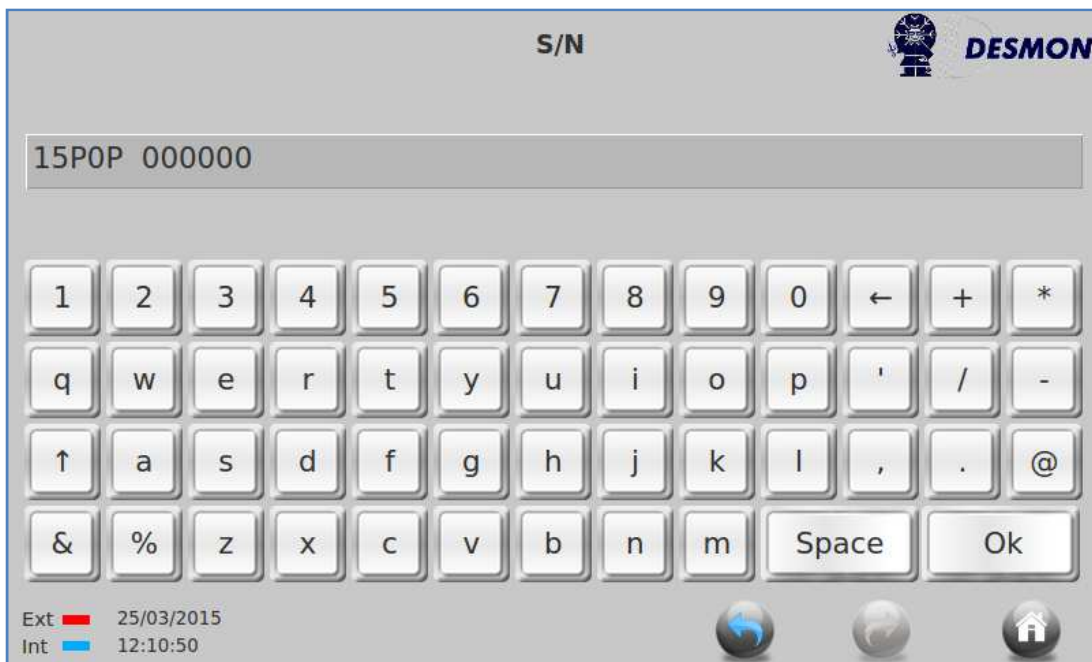 S/N
DESMON
15P0P 000000
1 2 3 4 5 6 7 8 9 0 ← + *
q w e r t y u i o p ' / -
↑ a s d f g h j k l , . @
& % z x c v b n m Space Ok
Ext 25/03/2015
Int 12:10:50